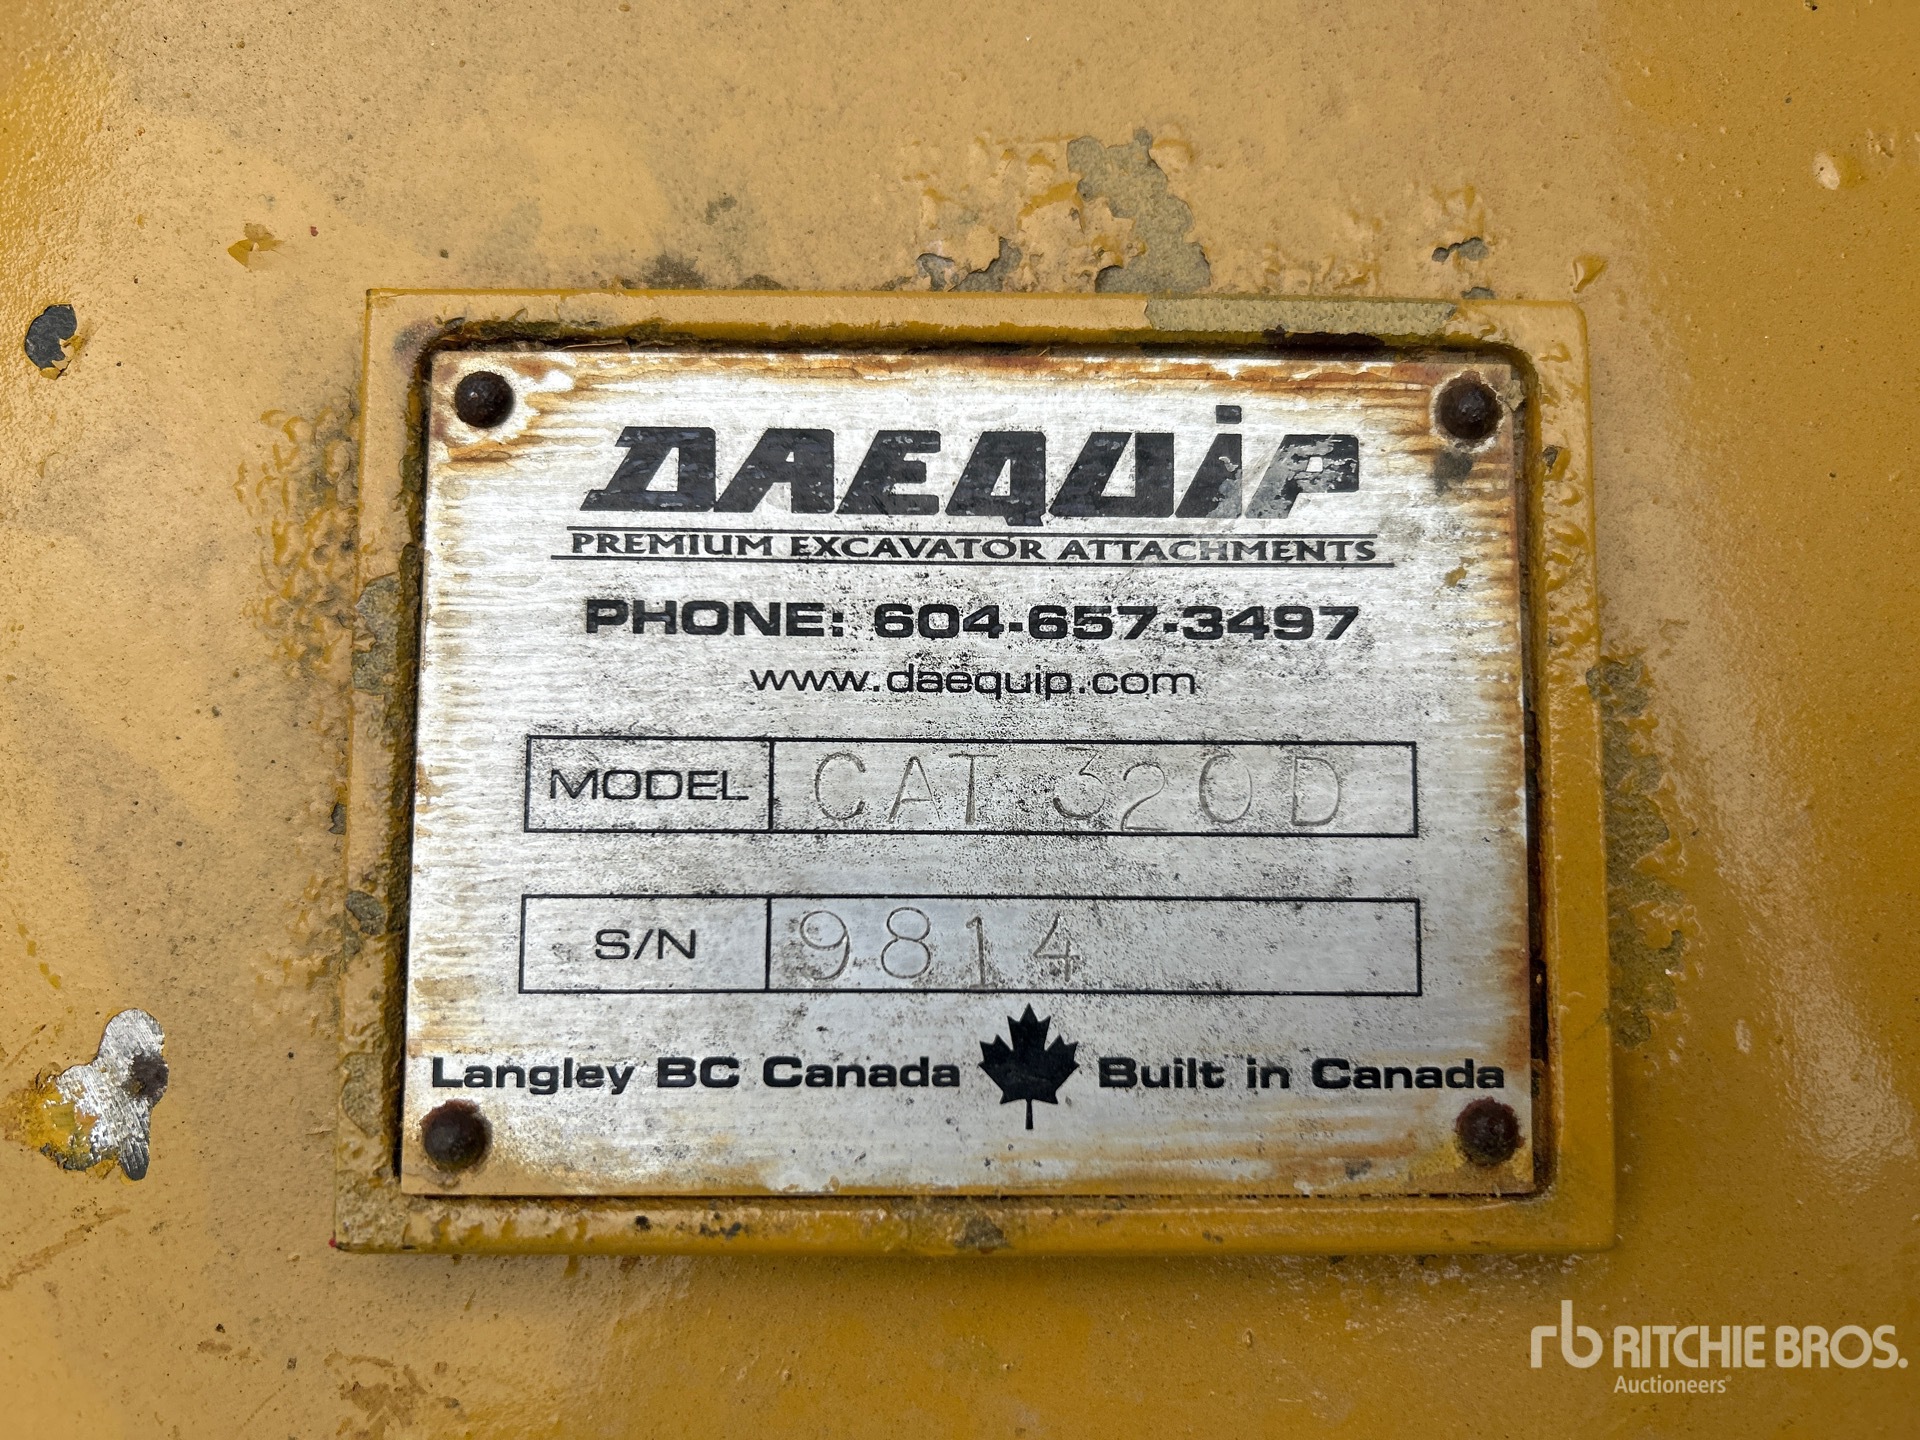 DAEQUIP
PREMIUM EXCAVATOR ATTACHMENTS
PHONE: 604-657-3497
www.daequip.com
MODEL CAT 320D
S/N 9814
Langley BC Canada Built in Canada
rb RITCHIE BROS.
Auctioneers